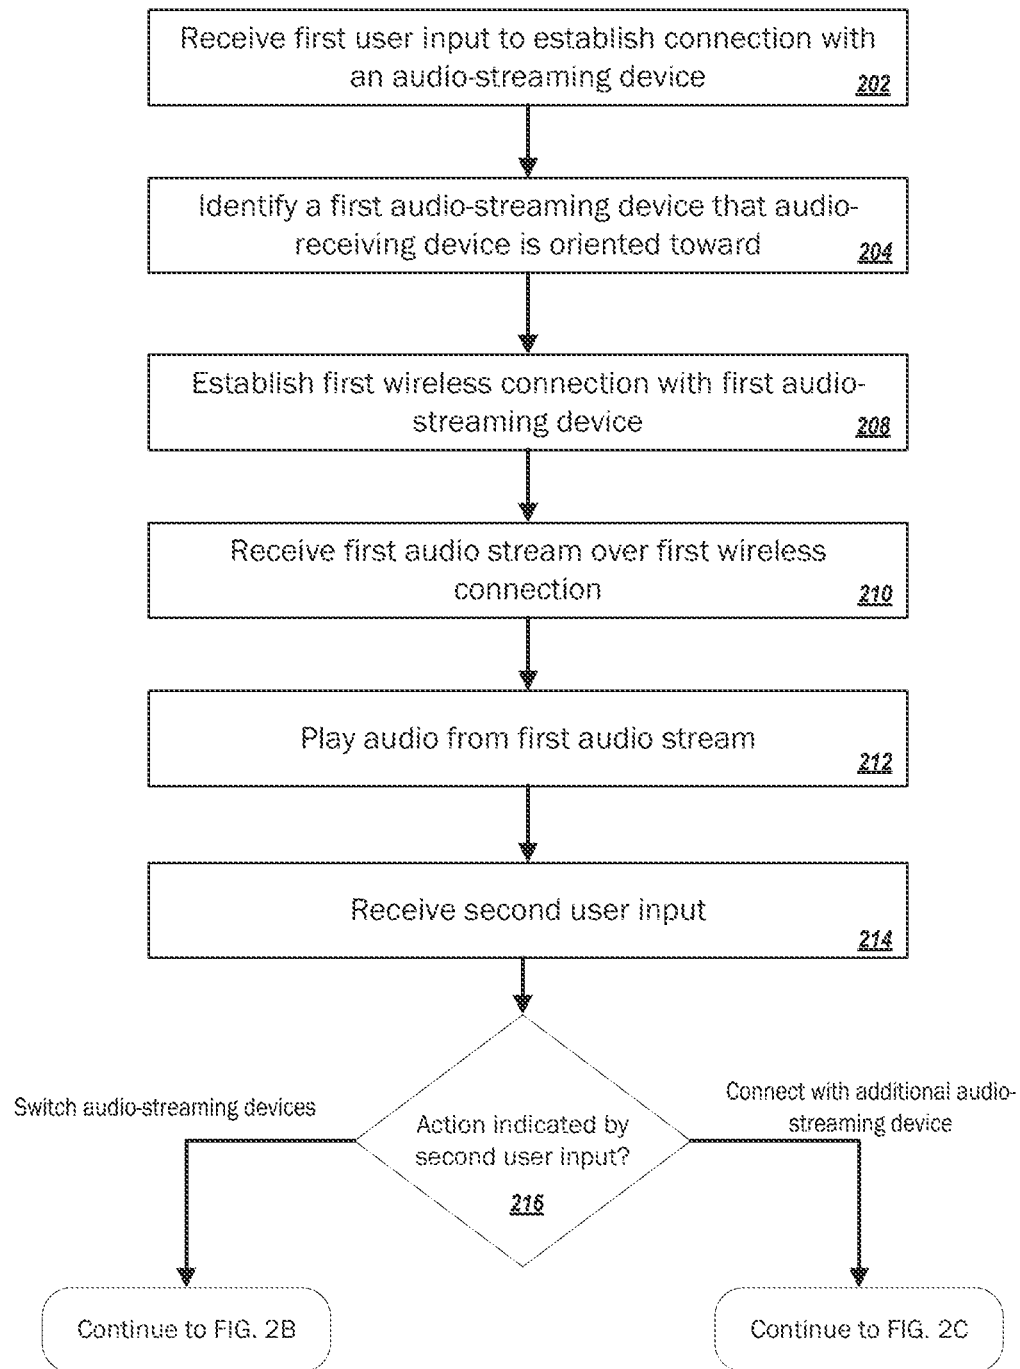 Receive first user input to establish connection with
an audio-streaming device
202
Identify a first audio-streaming device that audio-
receiving device is oriented toward
204
Establish first wireless connection with first audio-
streaming device
208
Receive first audio stream over first wireless
connection
210
Play audio from first audio stream
212
Receive second user input
214
Switch audio-streaming devices
Connect with additional audio-
streaming device
Action indicated by
second user input?
216
Continue to FIG. 2B
Continue to FIG. 2C